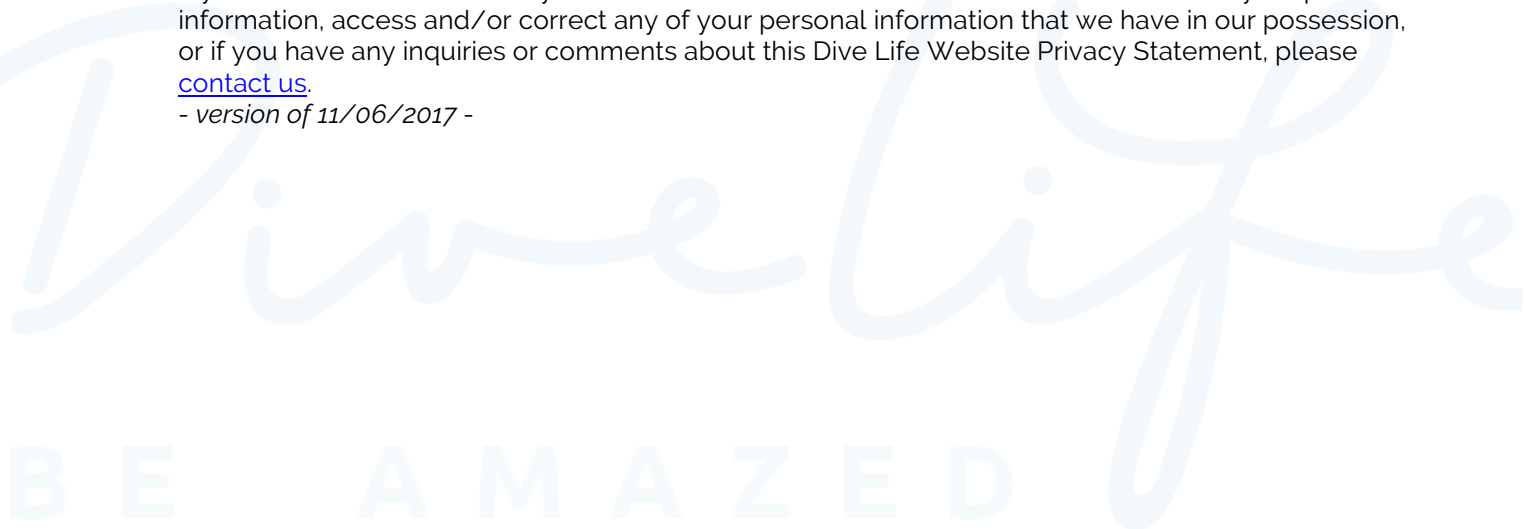 information, access and/or correct any of your personal information that we have in our possession,
or if you have any inquiries or comments about this Dive Life Website Privacy Statement, please
contact us.
- version of 11/06/2017 -
Divelife
BE AMAZED